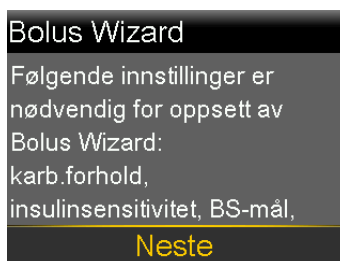 Bolus Wizard
Følgende innstillinger er
nødvendig for oppsett av
Bolus Wizard:
karb.forhold,
insulinsensitivitet, BS-mål,
Neste